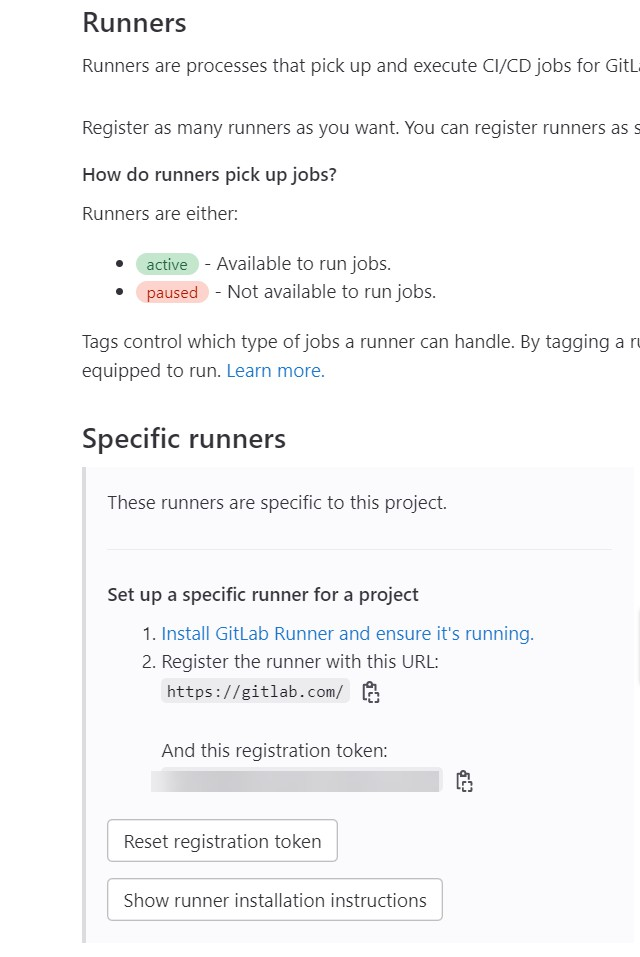 Runners
Runners are processes that pick up and execute CI/CD jobs for GitL
Register as many runners as you want. You can register runners as s
How do runners pick up jobs?
Runners are either:
• active - Available to run jobs.
• paused - Not available to run jobs.
Tags control which type of jobs a runner can handle. By tagging a ru
equipped to run. Learn more.
Specific runners
These runners are specific to this project.
Set up a specific runner for a project
1. Install GitLab Runner and ensure it's running.
2. Register the runner with this URL:
https://gitlab.com/
And this registration token:
Reset registration token
Show runner installation instructions